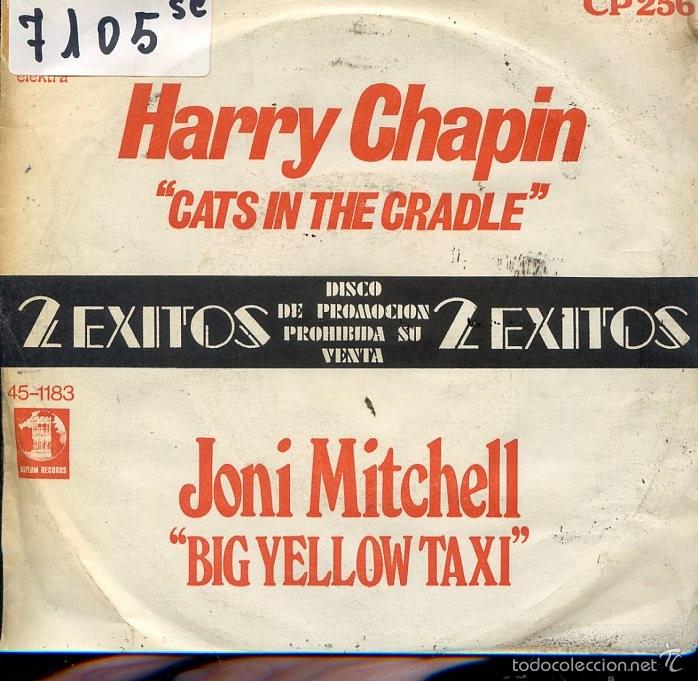 7105 se
CP 256
elektra
Harry Chapin
"CATS IN THE CRADLE"
2 EXITOS
DISCO
DE PROMOCION
PROHIBIDA SU
VENTA
2 EXITOS
45-1183
ASYLUM RECORDS
Joni Mitchell
"BIG YELLOW TAXI"
todocoleccion.net